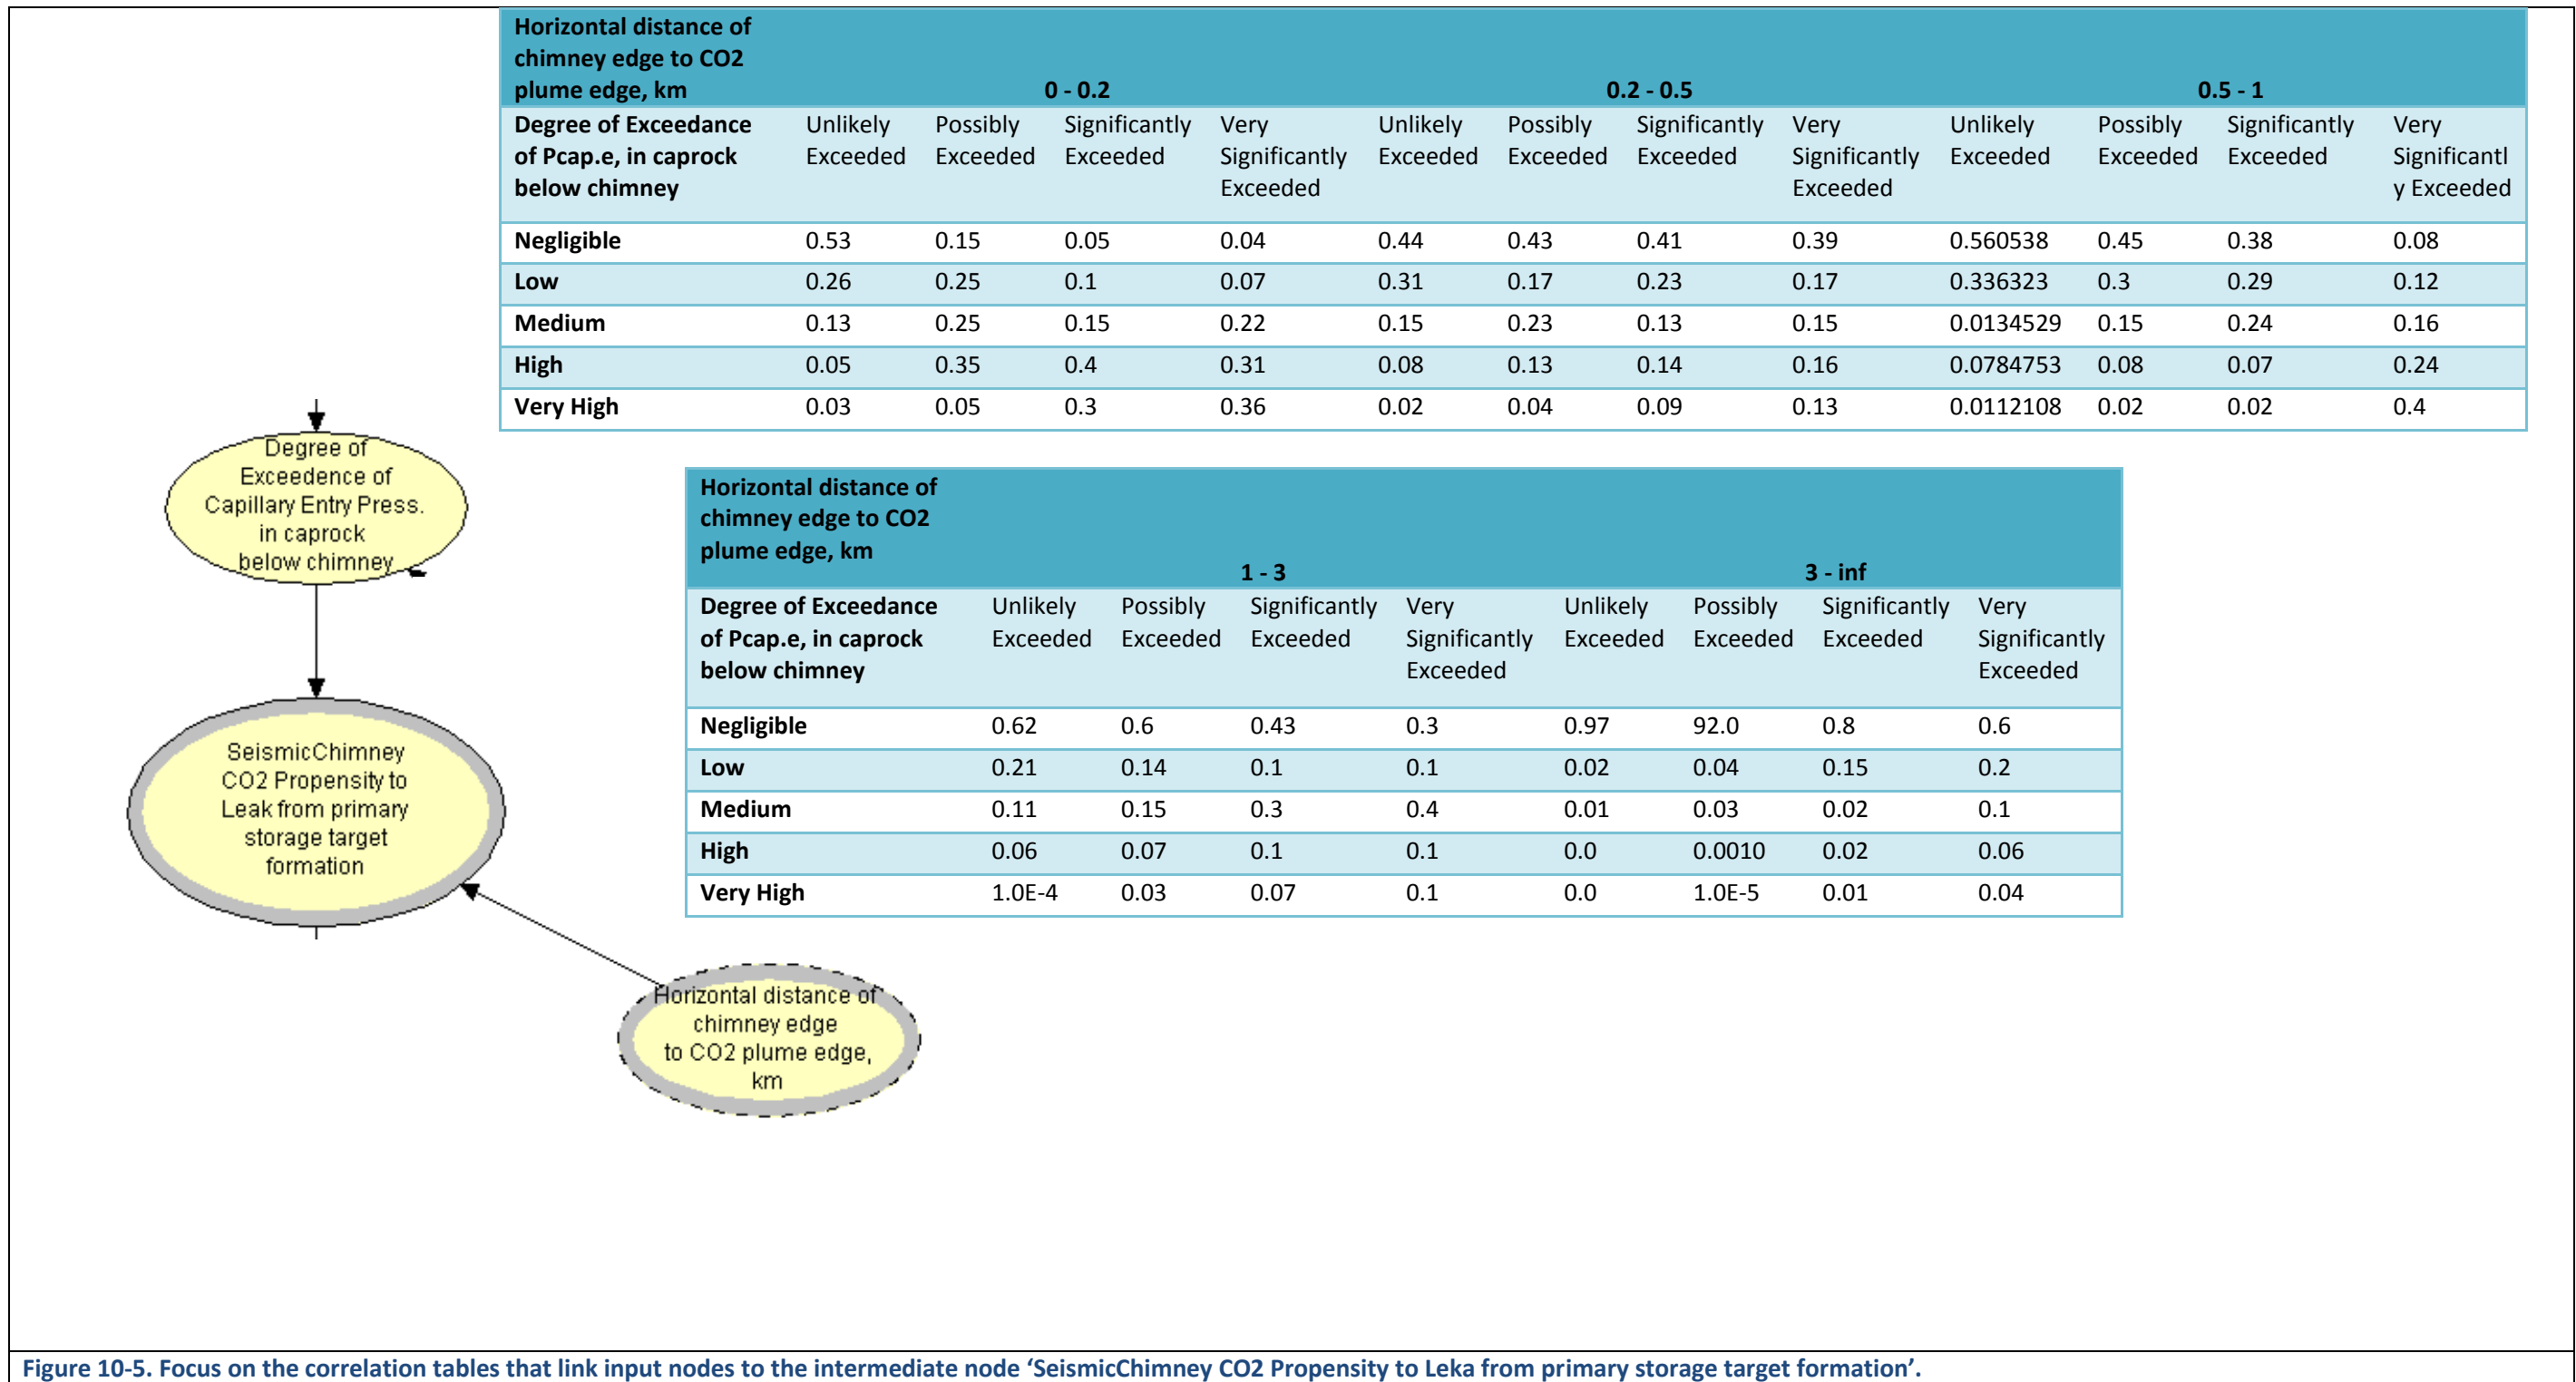 Horizontal distance of
chimney edge to CO2
plume edge, km 0 - 0.2 0.2 - 0.5 0.5 - 1
Degree of Exceedance Unlikely Possibly Significantly Very Unlikely Possibly Significantly Very Unlikely Possibly Significantly Very
of Pcap.e, in caprock Exceeded Exceeded Exceeded Significantly Exceeded Exceeded Exceeded Significantly Exceeded Exceeded Exceeded Significantl
below chimney Exceeded Exceeded y Exceeded
Negligible 0.53 0.15 0.05 0.04 0.44 0.43 0.41 0.39 0.560538 0.45 0.38 0.08
Low 0.26 0.25 0.1 0.07 0.31 0.17 0.23 0.17 0.336323 0.3 0.29 0.12
Medium 0.13 0.25 0.15 0.22 0.15 0.23 0.13 0.15 0.0134529 0.15 0.24 0.16
High 0.05 0.35 0.4 0.31 0.08 0.13 0.14 0.16 0.0784753 0.08 0.07 0.24
Very High 0.03 0.05 0.3 0.36 0.02 0.04 0.09 0.13 0.0112108 0.02 0.02 0.4
Degree of
Exceedence of
Capillary Entry Press.
in caprock
below chimney
Horizontal distance of
chimney edge to CO2
plume edge, km
1 - 3 3 - inf
Degree of Exceedance Unlikely Possibly Significantly Very Unlikely Possibly Significantly Very
of Pcap.e, in caprock Exceeded Exceeded Exceeded Significantly Exceeded Exceeded Exceeded Significantly
below chimney Exceeded Exceeded
Negligible 0.62 0.6 0.43 0.3 0.97 92.0 0.8 0.6
Low 0.21 0.14 0.1 0.1 0.02 0.04 0.15 0.2
Medium 0.11 0.15 0.3 0.4 0.01 0.03 0.02 0.1
High 0.06 0.07 0.1 0.1 0.0 0.0010 0.02 0.06
Very High 1.0E-4 0.03 0.07 0.1 0.0 1.0E-5 0.01 0.04
SeismicChimney
CO2 Propensity to
Leak from primary
storage target
formation
Horizontal distance of
chimney edge
to CO2 plume edge,
km
Figure 10-5. Focus on the correlation tables that link input nodes to the intermediate node ‘SeismicChimney CO2 Propensity to Leka from primary storage target formation’.